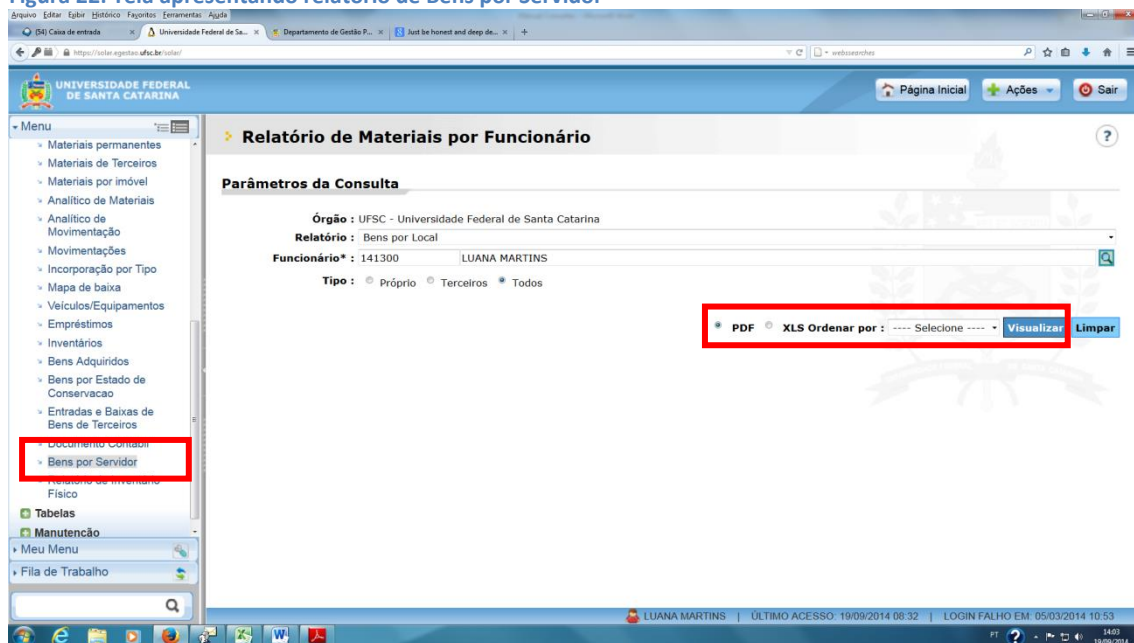 Figura 22: Tela apresentando relatório de Bens por Servidor
Arquivo Editar Exibir Histórico Favoritos Ferramentas Ajuda
(54) Caixa de entrada × Universidade Federal de Sa... × Departamento de Gestão P... × Just be honest and deep de... × +
https://solar.egestao.ufsc.br/solar/
websearches
UNIVERSIDADE FEDERAL
DE SANTA CATARINA
Página Inicial
Ações
Sair
Menu
Materiais permanentes
Materiais de Terceiros
Materiais por imóvel
Analítico de Materiais
Analítico de
Movimentação
Movimentações
Incorporação por Tipo
Mapa de baixa
Veículos/Equipamentos
Empréstimos
Inventários
Bens Adquiridos
Bens por Estado de
Conservacao
Entradas e Baixas de
Bens de Terceiros
Documento Contábil
Bens por Servidor
Relatório de Inventário
Físico
Tabelas
Manutencão
Meu Menu
Fila de Trabalho
Relatório de Materiais por Funcionário
?
Parâmetros da Consulta
Órgão : UFSC - Universidade Federal de Santa Catarina
Relatório : Bens por Local
Funcionário* : 141300 LUANA MARTINS
Tipo : Próprio Terceiros Todos
PDF XLS Ordenar por : ---- Selecione ---- Visualizar Limpar
LUANA MARTINS | ÚLTIMO ACESSO: 19/09/2014 08:32 | LOGIN FALHO EM: 05/03/2014 10:53
PT
14:03
19/09/2014